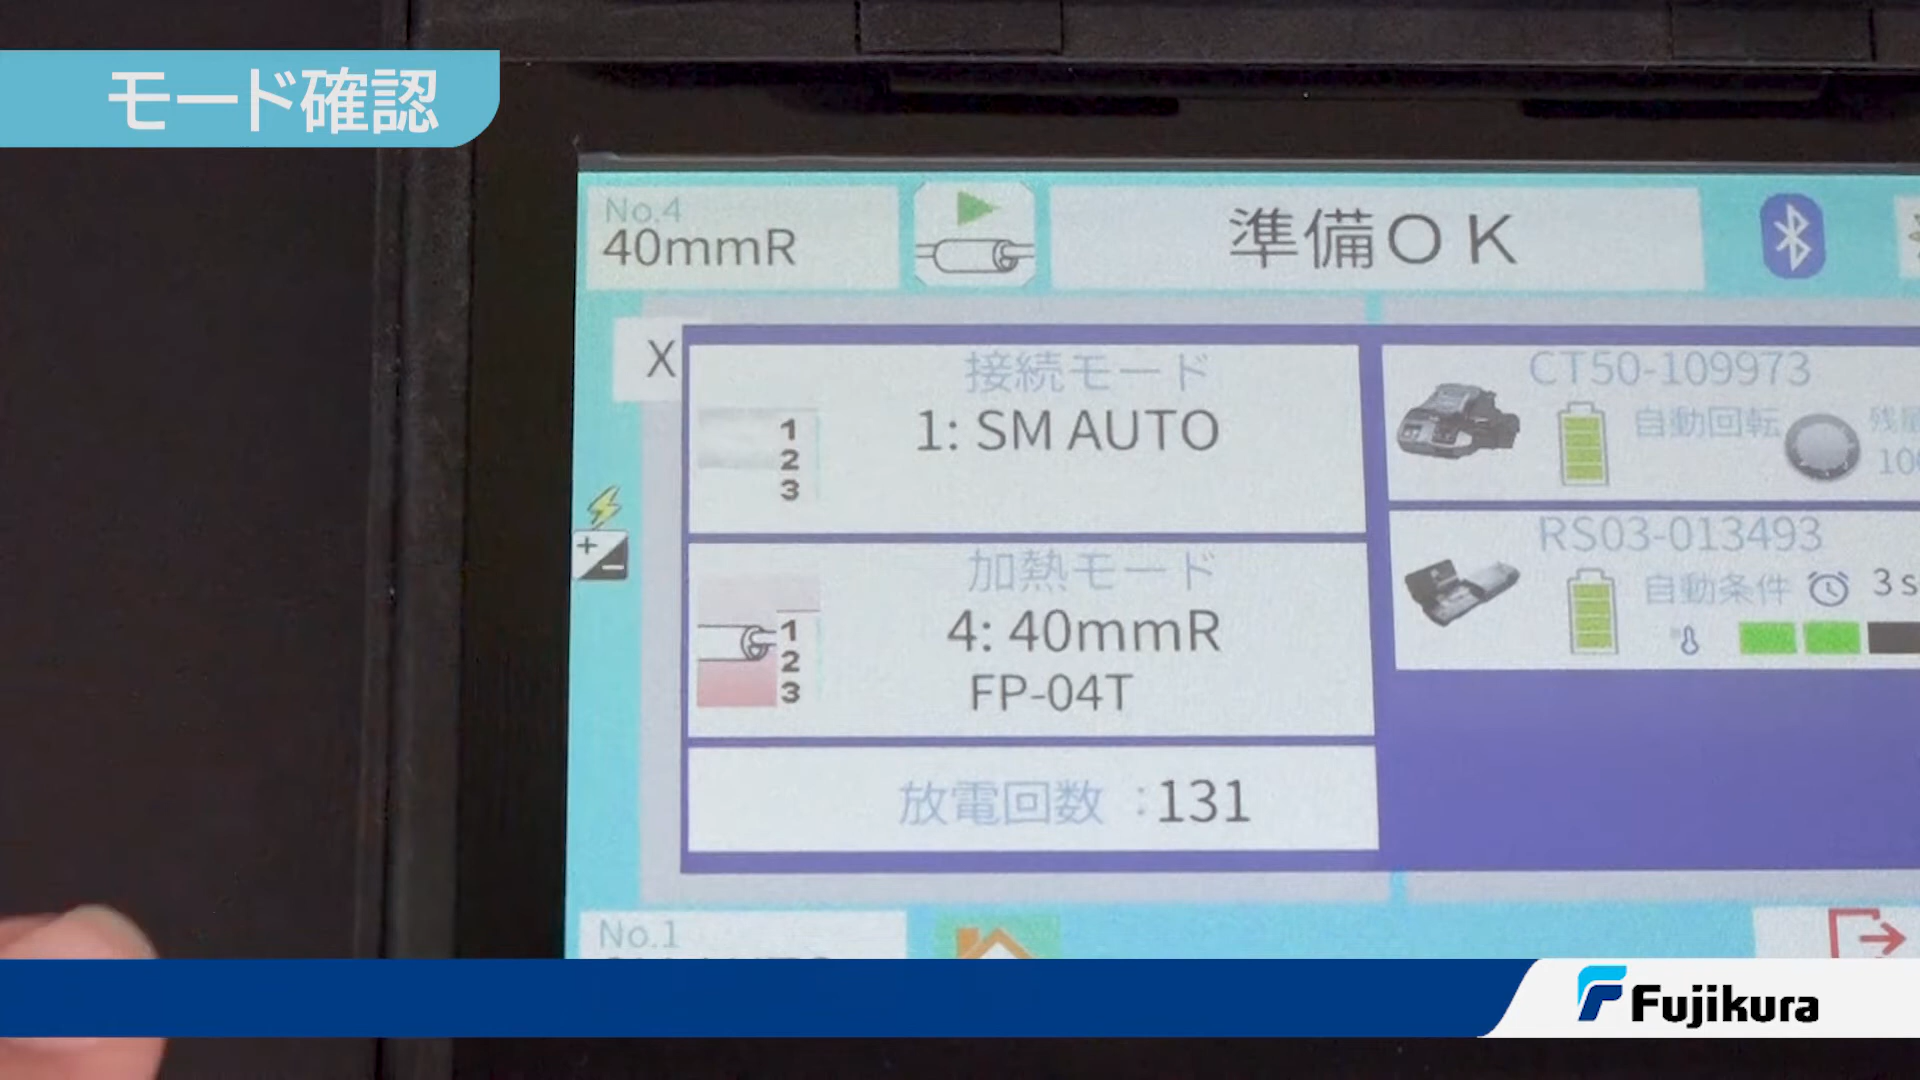 モード確認
No.4
40mmR
準備OK
X
接続モード
1: SM AUTO
1
2
3
加熱モード
4: 40mmR
FP-04T
1
2
3
放電回数 :131
CT50-109973
自動回転
RS03-013493
自動条件
3 s
No.1
Fujikura